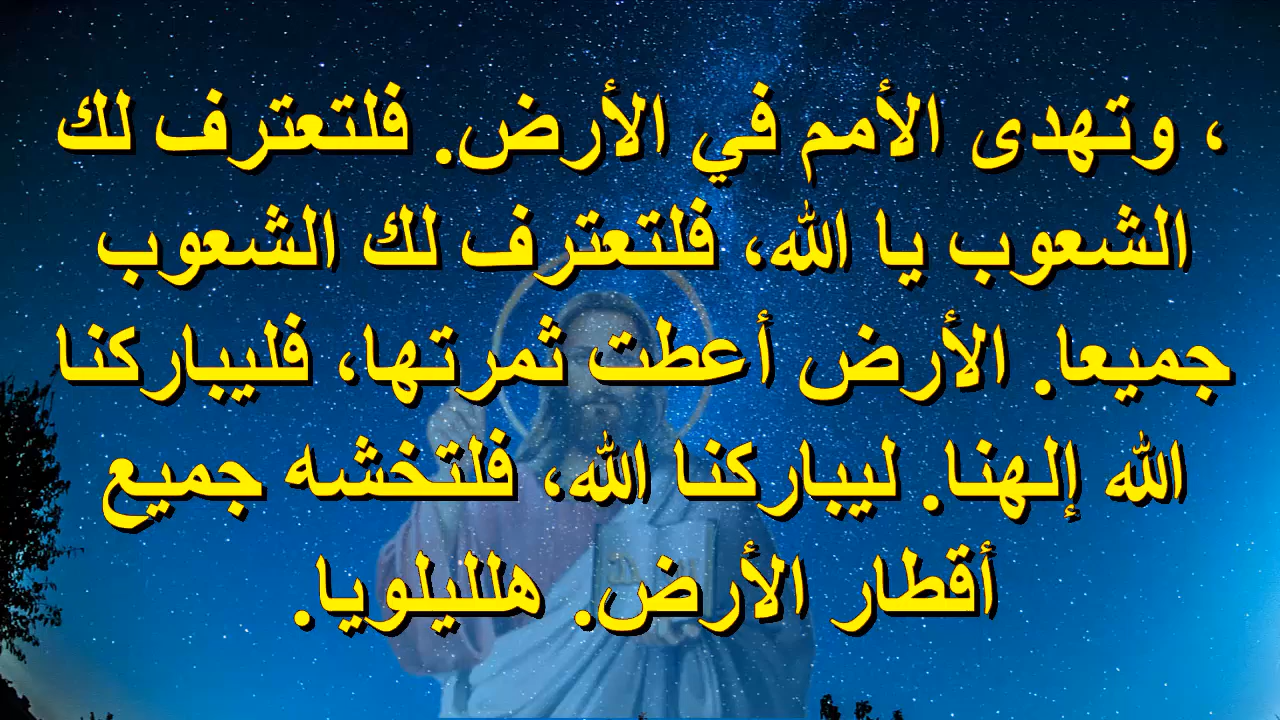 ، وتهدى الأمم في الأرض. فلتعترف لك
الشعوب يا الله، فلتعترف لك الشعوب
جميعا. الأرض أعطت ثمرتها، فليباركنا
الله إلهنا. ليباركنا الله، فلتخشه جميع
أقطار الأرض. هلليلويا.